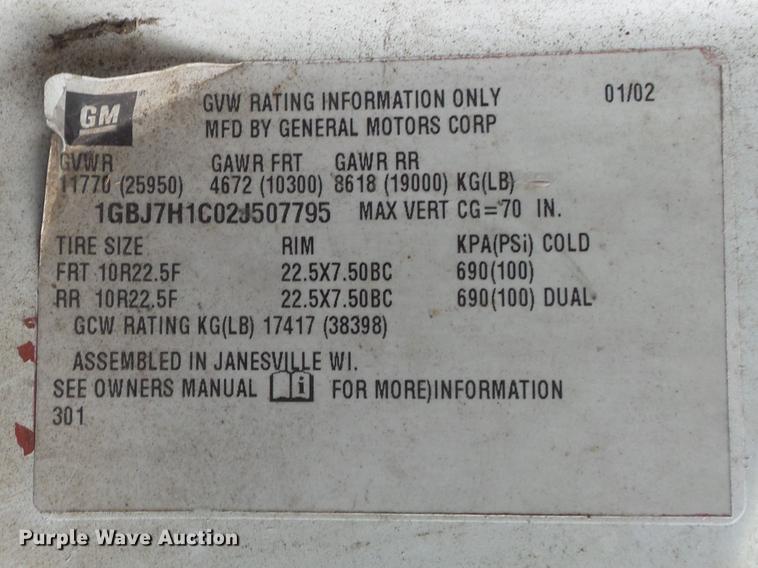 GM
GVW RATING INFORMATION ONLY 01/02
MFD BY GENERAL MOTORS CORP
GVWR GAWR FRT GAWR RR
11770 (25950) 4672 (10300) 8618 (19000) KG(LB)
1GBJ7H1C02J507795 MAX VERT CG=70 IN.
TIRE SIZE RIM KPA(PSi) COLD
FRT 10R22.5F 22.5X7.50BC 690(100)
RR 10R22.5F 22.5X7.50BC 690(100) DUAL
GCW RATING KG(LB) 17417 (38398)
ASSEMBLED IN JANESVILLE WI.
SEE OWNERS MANUAL i FOR MORE)INFORMATION
301
Purple Wave Auction